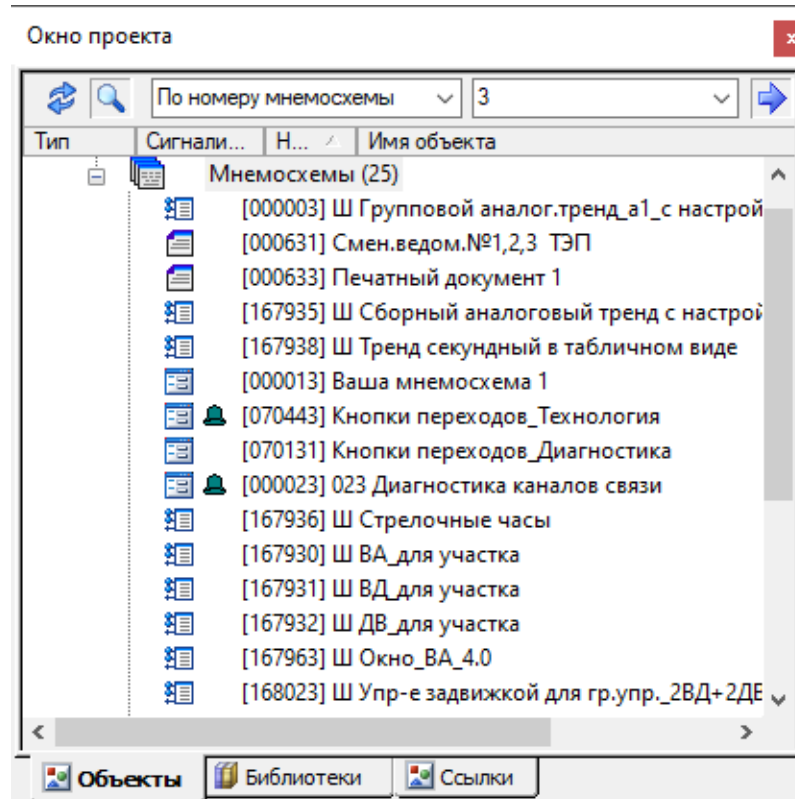 Окно проекта
x
По номеру мнемосхемы 3
Тип Сигнали... Н... Имя объекта
Мнемосхемы (25)
[000003] Ш Групповой аналог.тренд_а1_с настрой
[000631] Смен.ведом.№1,2,3 ТЭП
[000633] Печатный документ 1
[167935] Ш Сборный аналоговый тренд с настрой
[167938] Ш Тренд секундный в табличном виде
[000013] Ваша мнемосхема 1
[070443] Кнопки переходов_Технология
[070131] Кнопки переходов_Диагностика
[000023] 023 Диагностика каналов связи
[167936] Ш Стрелочные часы
[167930] Ш ВА_для участка
[167931] Ш ВД_для участка
[167932] Ш ДВ_для участка
[167963] Ш Окно_ВА_4.0
[168023] Ш Упр-е задвижкой для гр.упр._2ВД+2ДВ
Объекты Библиотеки Ссылки